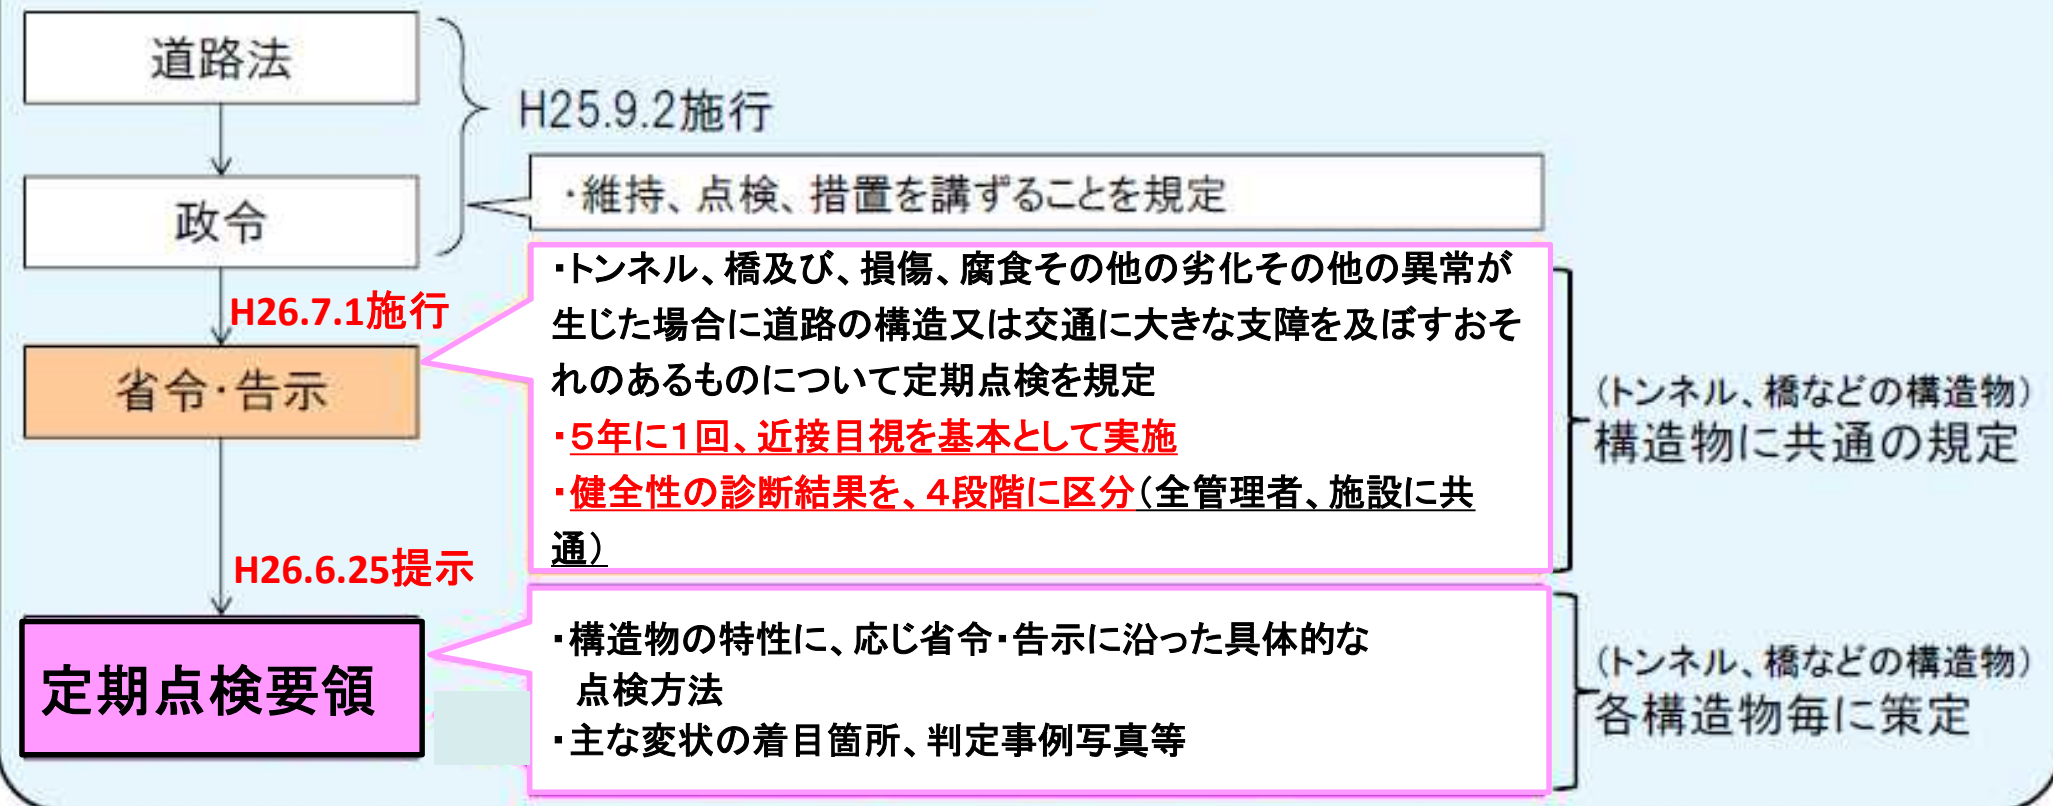 道路法
H25.9.2施行
政令
・維持、点検、措置を講ずることを規定
H26.7.1施行
省令・告示
・トンネル、橋及び、損傷、腐食その他の劣化その他の異常が
生じた場合に道路の構造又は交通に大きな支障を及ぼすおそ
れのあるものについて定期点検を規定
・5年に1回、近接目視を基本として実施
・健全性の診断結果を、4段階に区分(全管理者、施設に共
通)
(トンネル、橋などの構造物)
構造物に共通の規定
H26.6.25提示
定期点検要領
・構造物の特性に、応じ省令・告示に沿った具体的な
点検方法
・主な変状の着目箇所、判定事例写真等
(トンネル、橋などの構造物)
各構造物毎に策定